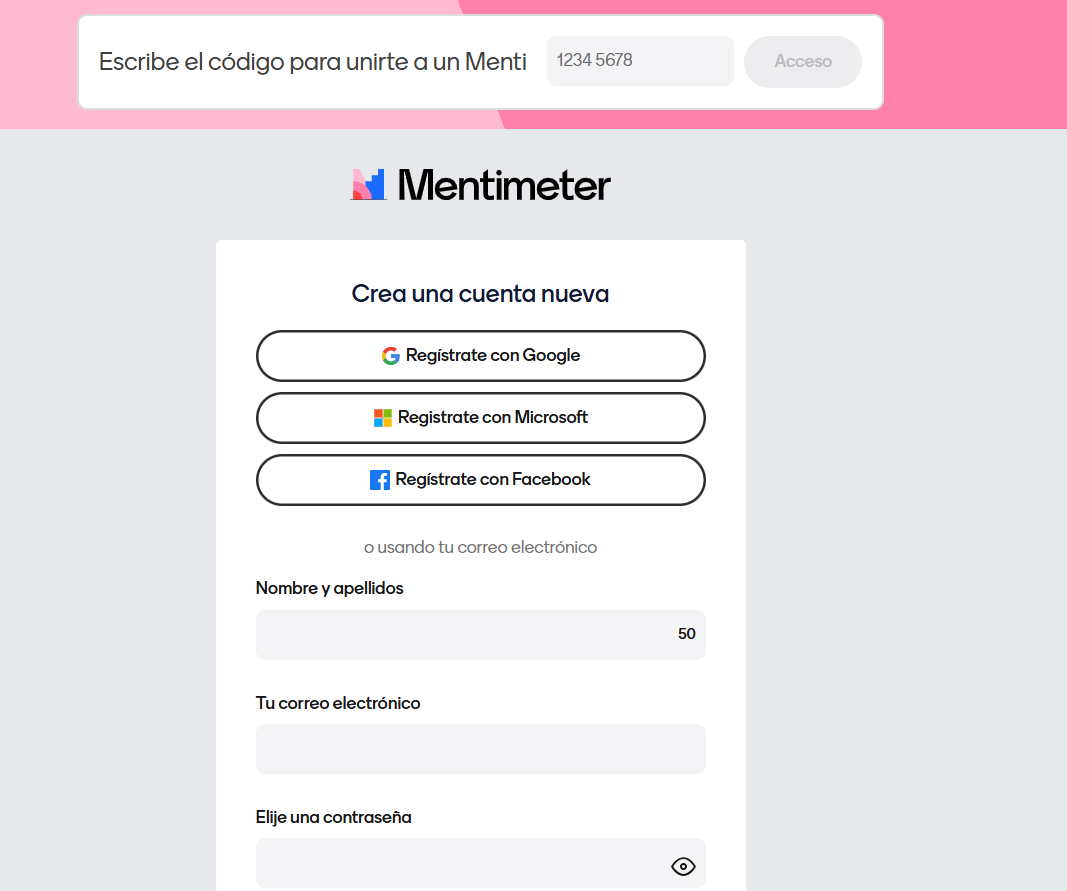 Escribe el código para unirte a un Menti
1234 5678
Acceso
Mentimeter
Crea una cuenta nueva
Regístrate con Google
Registrate con Microsoft
Regístrate con Facebook
o usando tu correo electrónico
Nombre y apellidos
50
Tu correo electrónico
Elije una contraseña